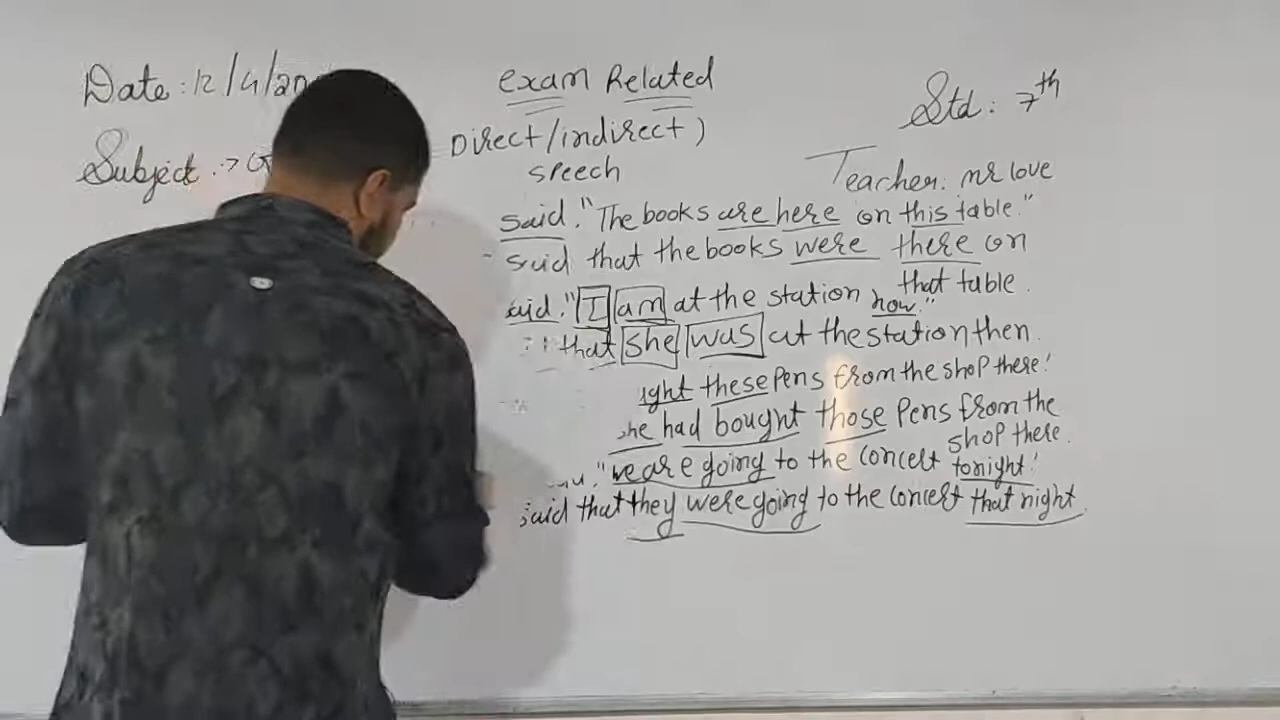 Date: 12/4/20
exam Related
Std: 7th
Direct/indirect)
speech
Subject :->
Teacher: mr love
said. "The books are here on this table."
said that the books were there on
that table.
"I am at the station now."
that she was at the station then.
these Pens from the shop there!
had bought those Pens from the
shop there.
"we are going to the concert tonight!
said that they were going to the concert that night.